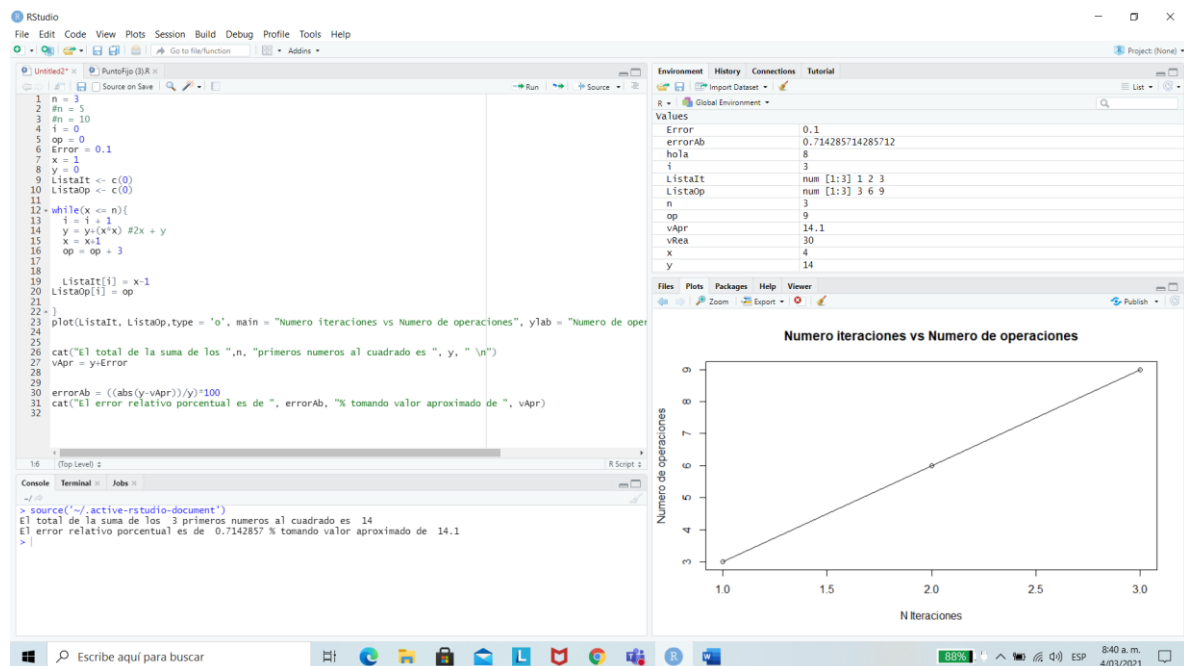 RStudio
File Edit Code View Plots Session Build Debug Profile Tools Help
Go to file/function Addins
Project: (None)
Untitled2* PuntoFijo (3).R
Source on Save Run Source
1 n = 3
2 #n = 5
3 #n = 10
4 i = 0
5 op = 0
6 Error = 0.1
7 x = 1
8 y = 0
9 ListaIt <- c(0)
10 ListaOp <- c(0)
11
12 while(x <= n){
13 i = i + 1
14 y = y+(x*x) #2x + y
15 x = x+1
16 op = op + 3
17
18
19 ListaIt[i] = x-1
20 ListaOp[i] = op
21
22 }
23 plot(ListaIt, ListaOp,type = 'o', main = "Numero iteraciones vs Numero de operaciones", ylab = "Numero de oper
24
25
26 cat("El total de la suma de los ",n, "primeros numeros al cuadrado es ", y, " \n")
27 vApr = y+Error
28
29
30 errorAb = ((abs(y-vApr))/y)*100
31 cat("El error relativo porcentual es de ", errorAb, "% tomando valor aproximado de ", vApr)
32
1:6 (Top Level) R Script
Console Terminal Jobs
~/
> source('~/.active-rstudio-document')
El total de la suma de los  3 primeros numeros al cuadrado es  14
El error relativo porcentual es de  0.7142857 % tomando valor aproximado de  14.1
>
Environment History Connections Tutorial
Import Dataset List
R Global Environment
Values
Error 0.1
errorAb 0.714285714285712
hola 8
i 3
ListaIt num [1:3] 1 2 3
ListaOp num [1:3] 3 6 9
n 3
op 9
vApr 14.1
vRea 30
x 4
y 14
Files Plots Packages Help Viewer
Zoom Export Publish
Numero iteraciones vs Numero de operaciones
Numero de operaciones
9
8
7
6
5
4
3
1.0 1.5 2.0 2.5 3.0
N Iteraciones
Escribe aquí para buscar
88% ESP 8:40 a. m.
4/03/2021